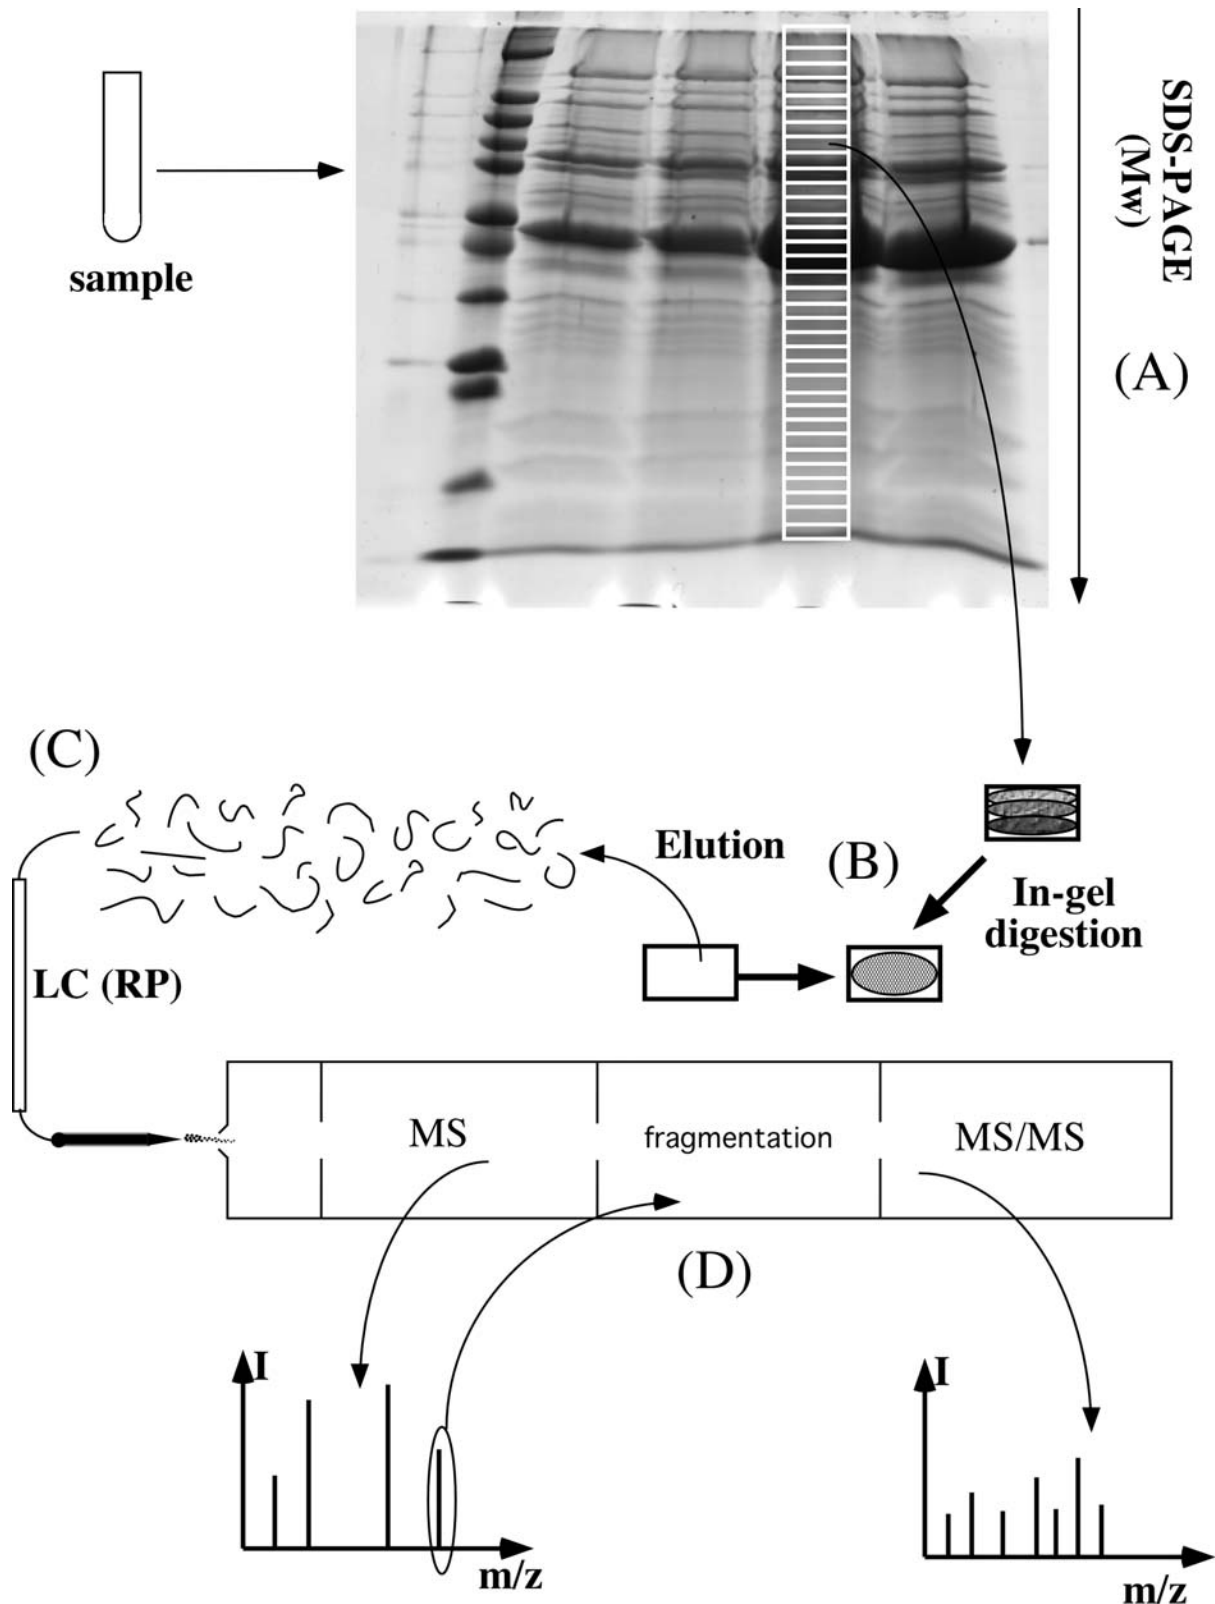 sample
SDS-PAGE
(Mw)
(A)
(C)
Elution
(B)
In-gel
digestion
LC (RP)
MS
fragmentation
MS/MS
(D)
I
m/z
I
m/z